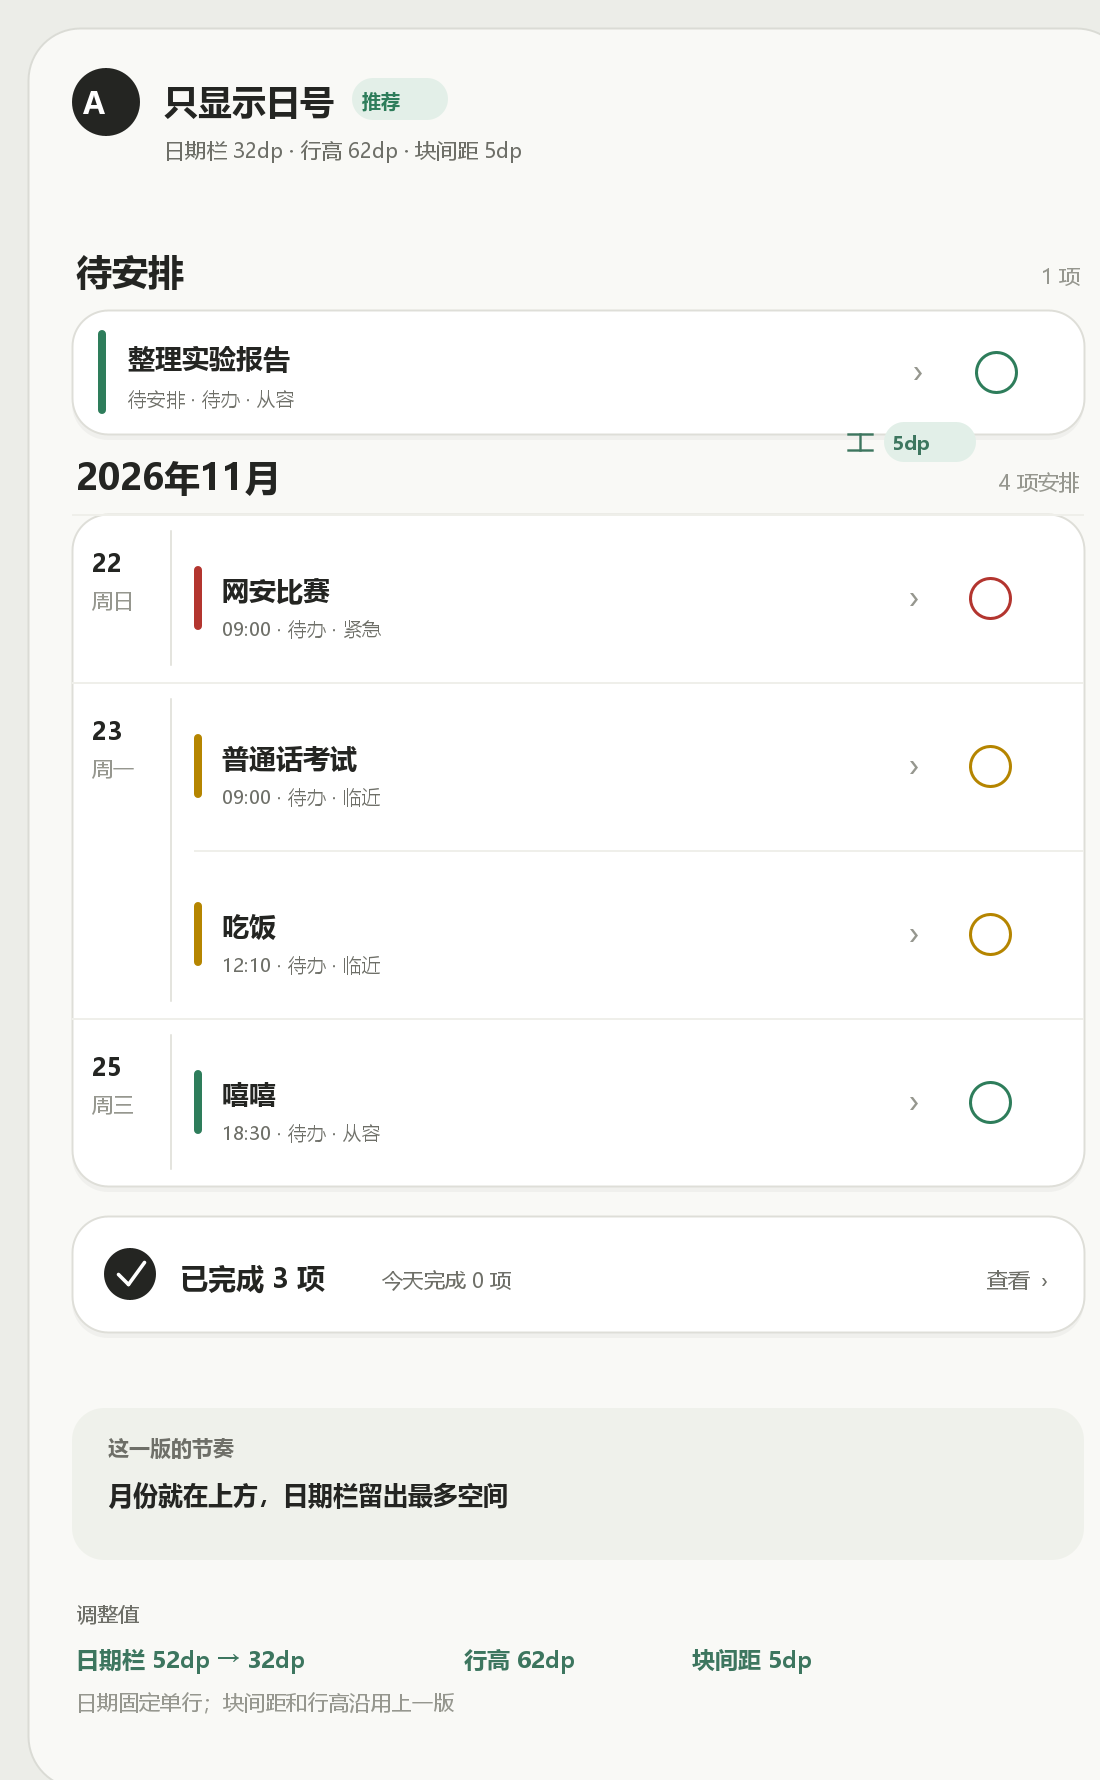 A 只显示日号 推荐
日期栏 32dp · 行高 62dp · 块间距 5dp
待安排 1 项
整理实验报告 ›
待安排 · 待办 · 从容
5dp
2026年11月 4 项安排
22
周日
网安比赛 ›
09:00 · 待办 · 紧急
23
周一
普通话考试 ›
09:00 · 待办 · 临近
吃饭 ›
12:10 · 待办 · 临近
25
周三
嘻嘻 ›
18:30 · 待办 · 从容
已完成 3 项 今天完成 0 项 查看 ›
这一版的节奏
月份就在上方，日期栏留出最多空间
调整值
日期栏 52dp → 32dp 行高 62dp 块间距 5dp
日期固定单行；块间距和行高沿用上一版